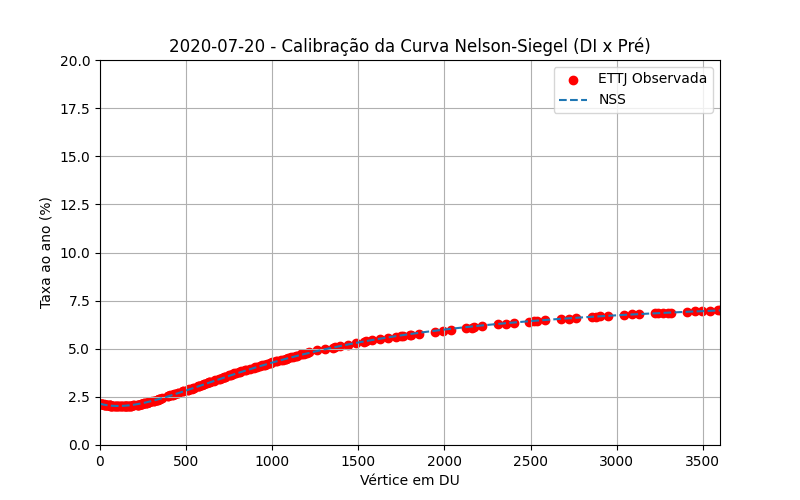 2020-07-20 - Calibração da Curva Nelson-Siegel (DI x Pré)
ETTJ Observada
NSS
Taxa ao ano (%)
20.0
17.5
15.0
12.5
10.0
7.5
5.0
2.5
0.0
0 500 1000 1500 2000 2500 3000 3500
Vértice em DU